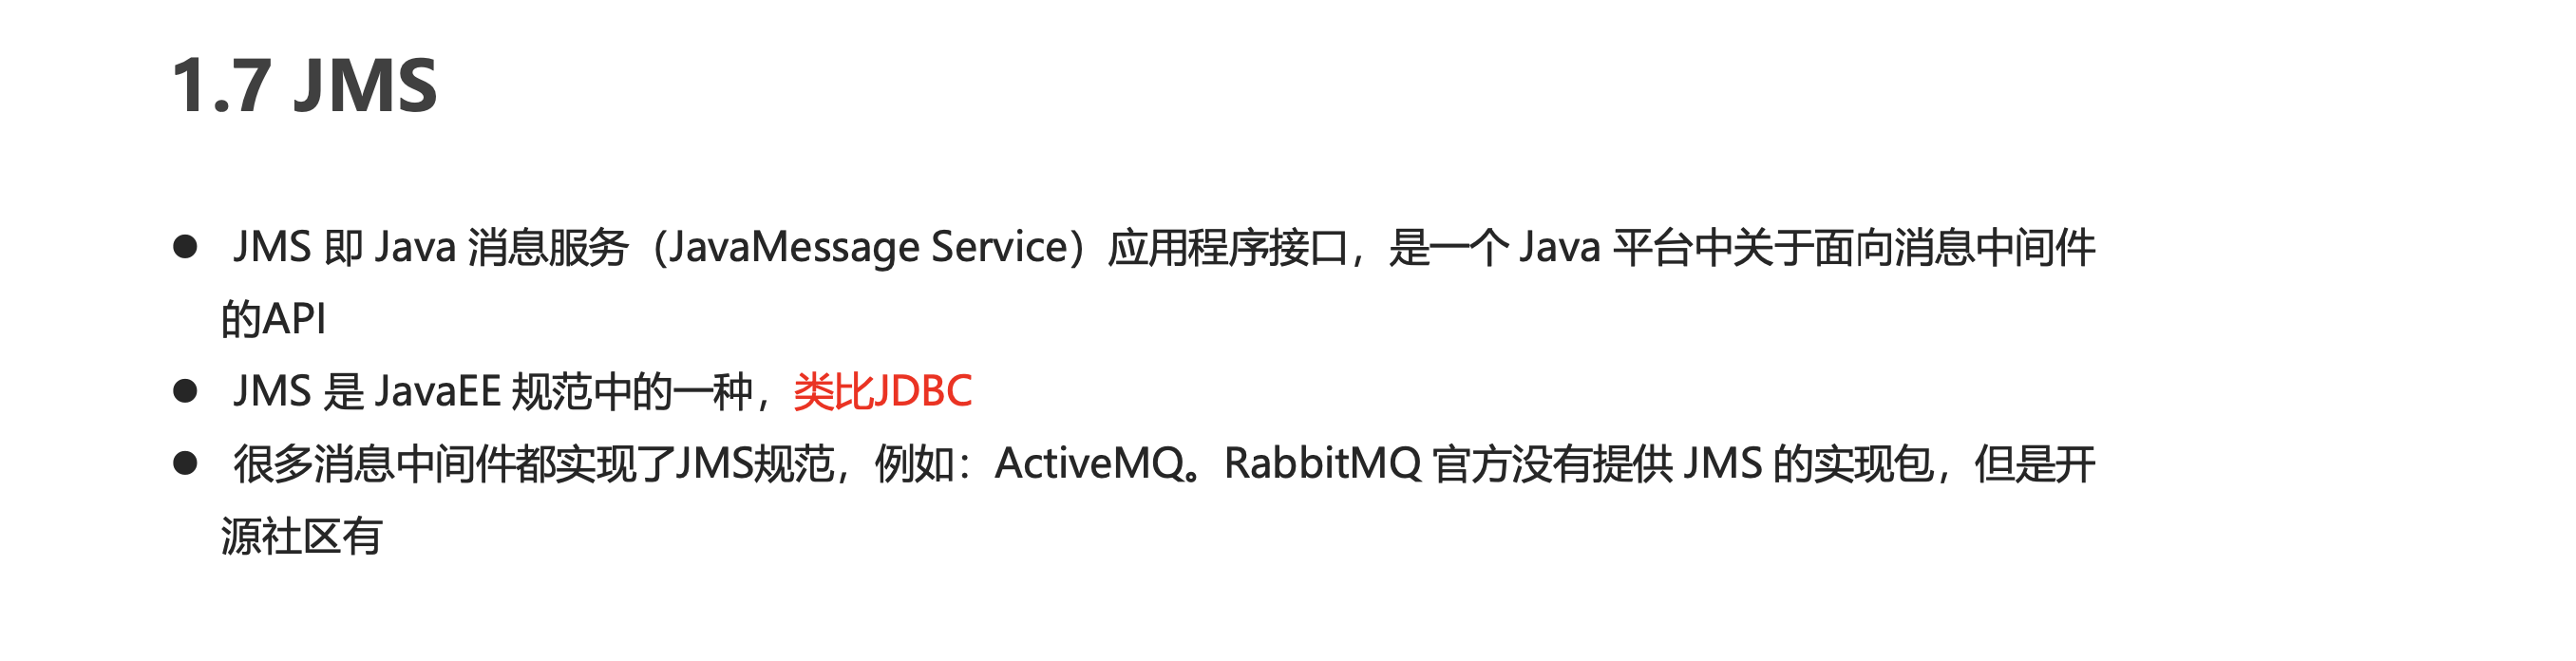 1.7 JMS
● JMS 即 Java 消息服务（JavaMessage Service）应用程序接口，是一个 Java 平台中关于面向消息中间件
的API
● JMS 是 JavaEE 规范中的一种，类比JDBC
● 很多消息中间件都实现了JMS规范，例如：ActiveMQ。RabbitMQ 官方没有提供 JMS 的实现包，但是开
源社区有